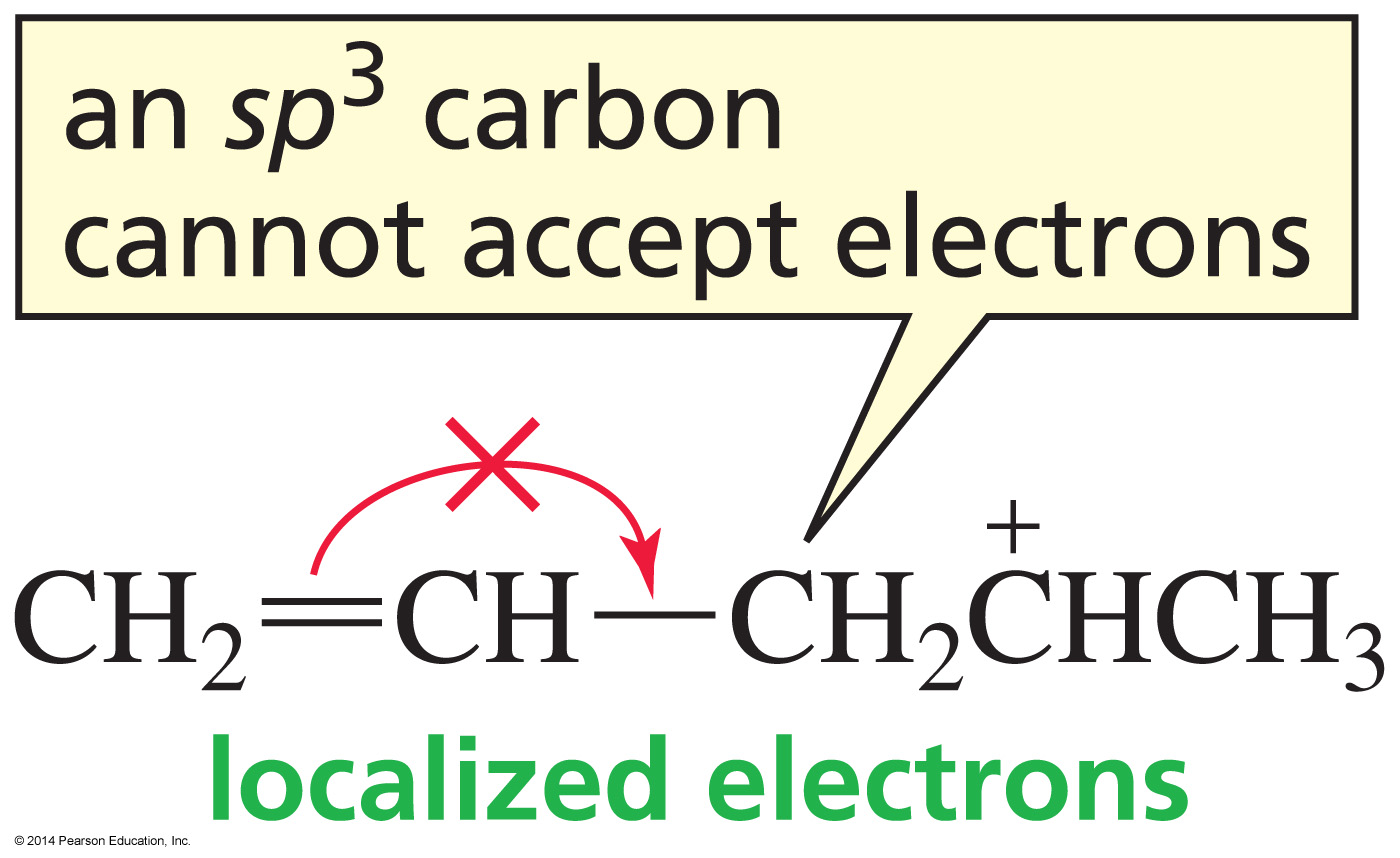 an sp³ carbon
cannot accept electrons
+
CH₂=CH—CH₂CHCH₃
localized electrons
© 2014 Pearson Education, Inc.